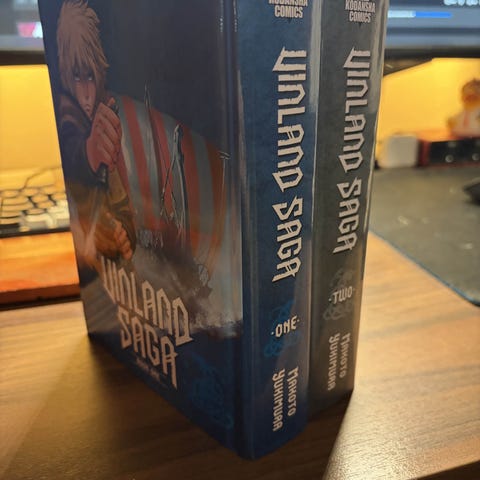 VINLAND
SAGA
BOOK ONE
KODANSHA
COMICS
VINLAND SAGA
·ONE·
MAKOTO
YUKIMURA
KODANSHA
COMICS
VINLAND SAGA
·TWO·
MAKOTO
YUKIMURA